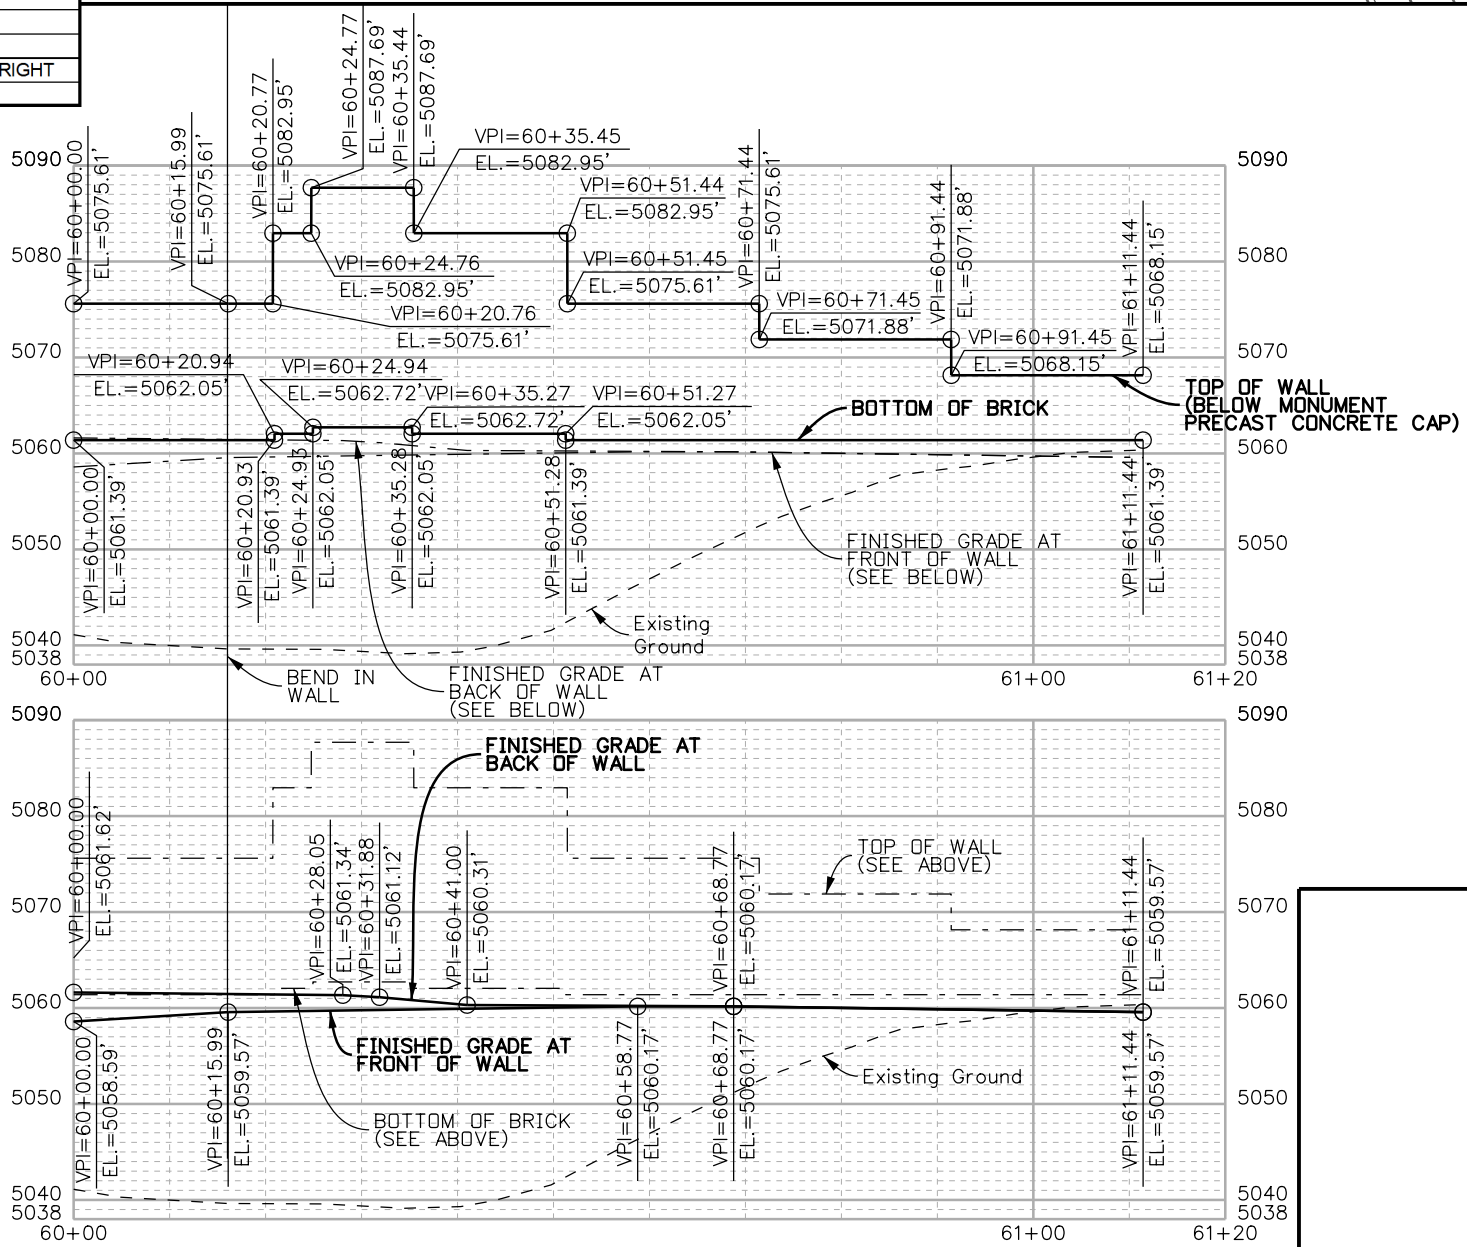 RIGHT
VPI=60+00.00
EL.=5075.61'
VPI=60+15.99
EL.=5075.61'
VPI=60+20.77
EL.=5082.95'
VPI=60+24.77
EL.=5087.69'
VPI=60+35.44
EL.=5087.69'
VPI=60+35.45
EL.=5082.95'
VPI=60+51.44
EL.=5082.95'
VPI=60+71.44
EL.=5075.61'
VPI=60+91.44
EL.=5071.88'
VPI=61+11.44
EL.=5068.15'
5090
5090
VPI=60+24.76
EL.=5082.95'
VPI=60+51.45
EL.=5075.61'
5080
5080
VPI=60+20.76
EL.=5075.61'
VPI=60+71.45
EL.=5071.88'
VPI=60+91.45
EL.=5068.15'
5070
5070
VPI=60+20.94
EL.=5062.05'
VPI=60+24.94
EL.=5062.72'
VPI=60+35.27
EL.=5062.72'
VPI=60+51.27
EL.=5062.05'
BOTTOM OF BRICK
TOP OF WALL
(BELOW MONUMENT
PRECAST CONCRETE CAP)
5060
5060
VPI=60+00.00
EL.=5061.39'
VPI=60+20.93
EL.=5061.39'
VPI=60+24.93
EL.=5062.05
VPI=60+35.28
EL.=5062.05
VPI=60+51.28
EL.=5061.39'
VPI=61+11.44
EL.=5061.39'
FINISHED GRADE AT
FRONT OF WALL
(SEE BELOW)
5050
5050
Existing
Ground
5040
5040
5038
5038
60+00
61+00
61+20
BEND IN
WALL
FINISHED GRADE AT
BACK OF WALL
(SEE BELOW)
5090
5090
FINISHED GRADE AT
BACK OF WALL
5080
5080
VPI=60+00.00
EL.=5061.62'
VPI=60+28.05
EL.=5061.34'
VPI=60+31.88
EL.=5061.12'
VPI=60+41.00
EL.=5060.31'
VPI=60+68.77
EL.=5060.17'
TOP OF WALL
(SEE ABOVE)
VPI=61+11.44
EL.=5059.57'
5070
5070
5060
5060
VPI=60+00.00
EL.=5058.59'
VPI=60+15.99
EL.=5059.57'
FINISHED GRADE AT
FRONT OF WALL
VPI=60+58.77
EL.=5060.17'
VPI=60+68.77
EL.=5060.17'
Existing Ground
VPI=61+11.44
EL.=5059.57'
5050
5050
BOTTOM OF BRICK
(SEE ABOVE)
5040
5040
5038
5038
60+00
61+00
61+20